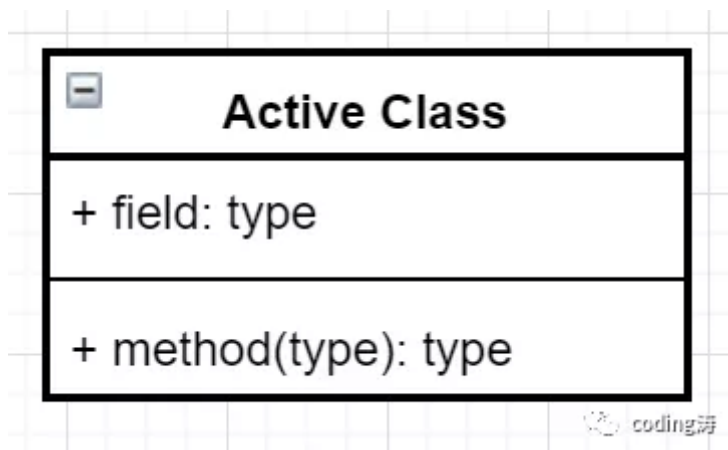 Active Class
+ field: type
+ method(type): type
coding涛